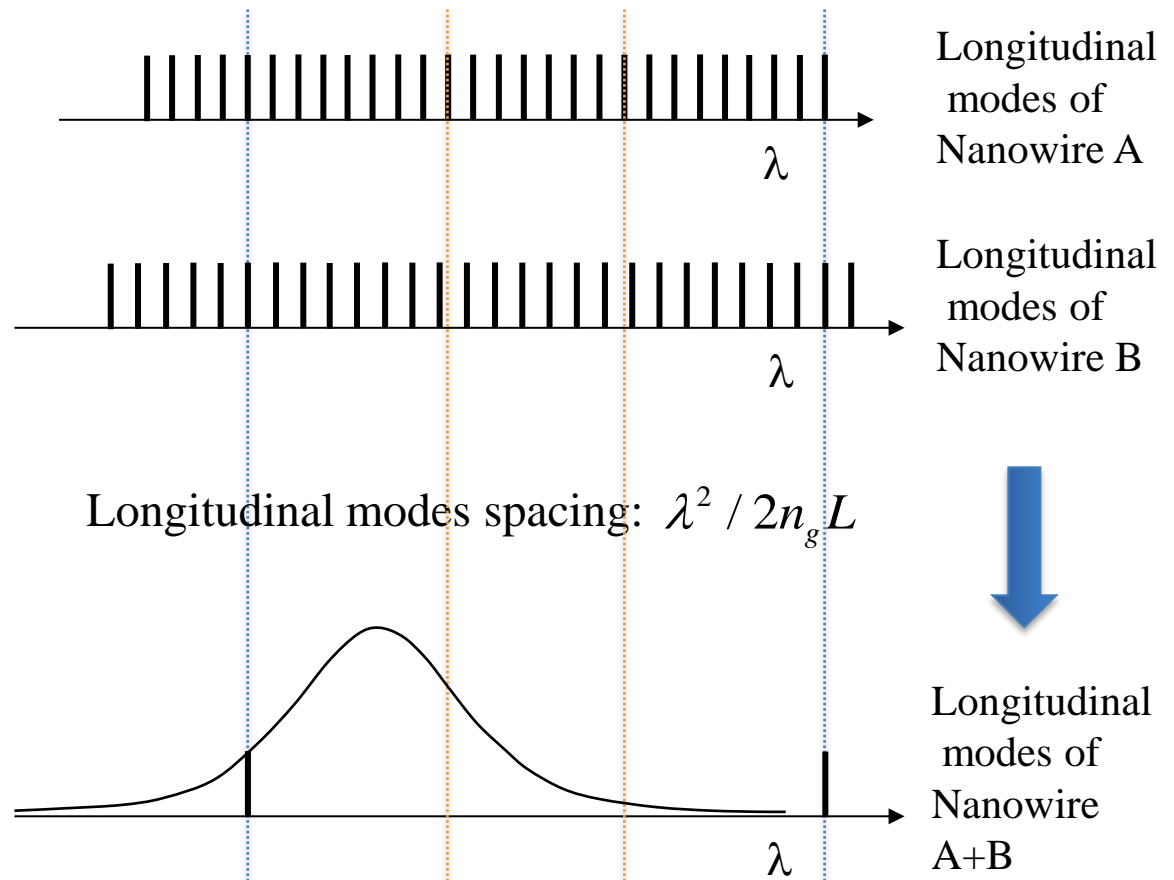 Longitudinal
modes of
Nanowire A
λ
Longitudinal
modes of
Nanowire B
λ
Longitudinal modes spacing: λ² / 2n_g L
Longitudinal
modes of
Nanowire
A+B
λ